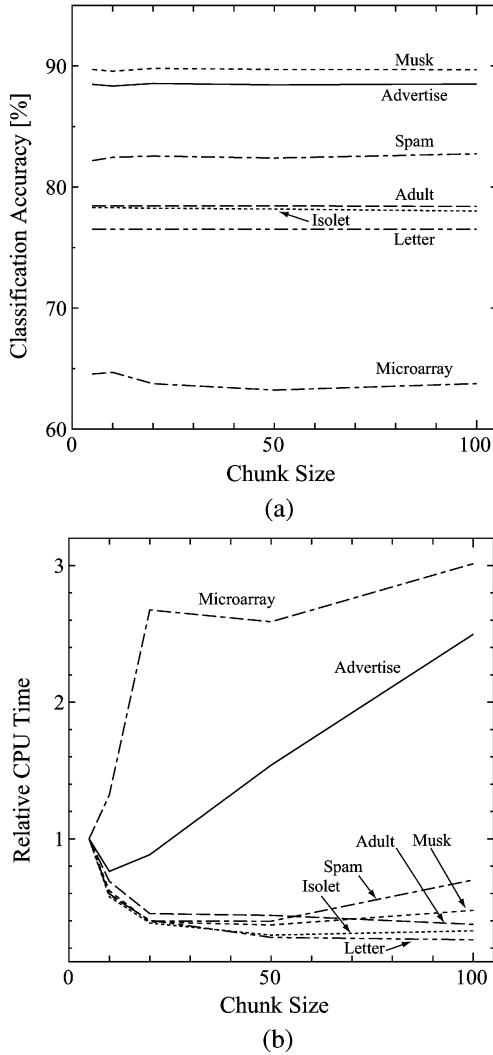 Classification Accuracy [%]
90
80
70
60
Musk
Advertise
Spam
Adult
Isolet
Letter
Microarray
0
50
100
Chunk Size
(a)
Relative CPU Time
3
2
1
Microarray
Advertise
Musk
Adult
Spam
Isolet
Letter
0
50
100
Chunk Size
(b)